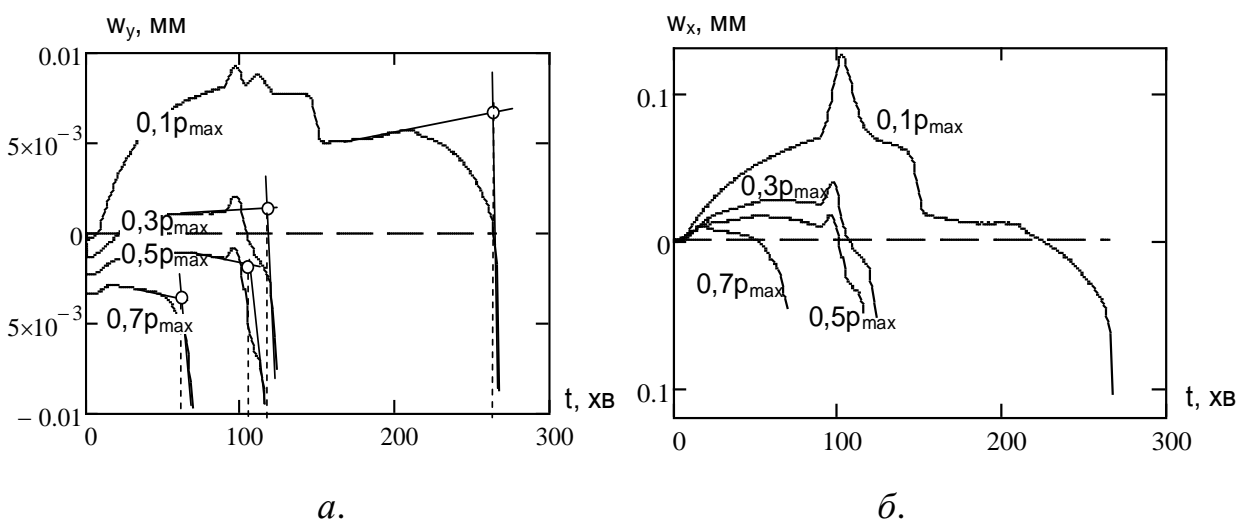 wy, мм
0.01
5×10⁻³
0
5×10⁻³
− 0.01
0,1pmax
0,3pmax
0,5pmax
0,7pmax
0
100
200
300
t, хв
а.
wx, мм
0.1
0
0.1
0,1pmax
0,3pmax
0,7pmax
0,5pmax
0
100
200
300
t, хв
б.